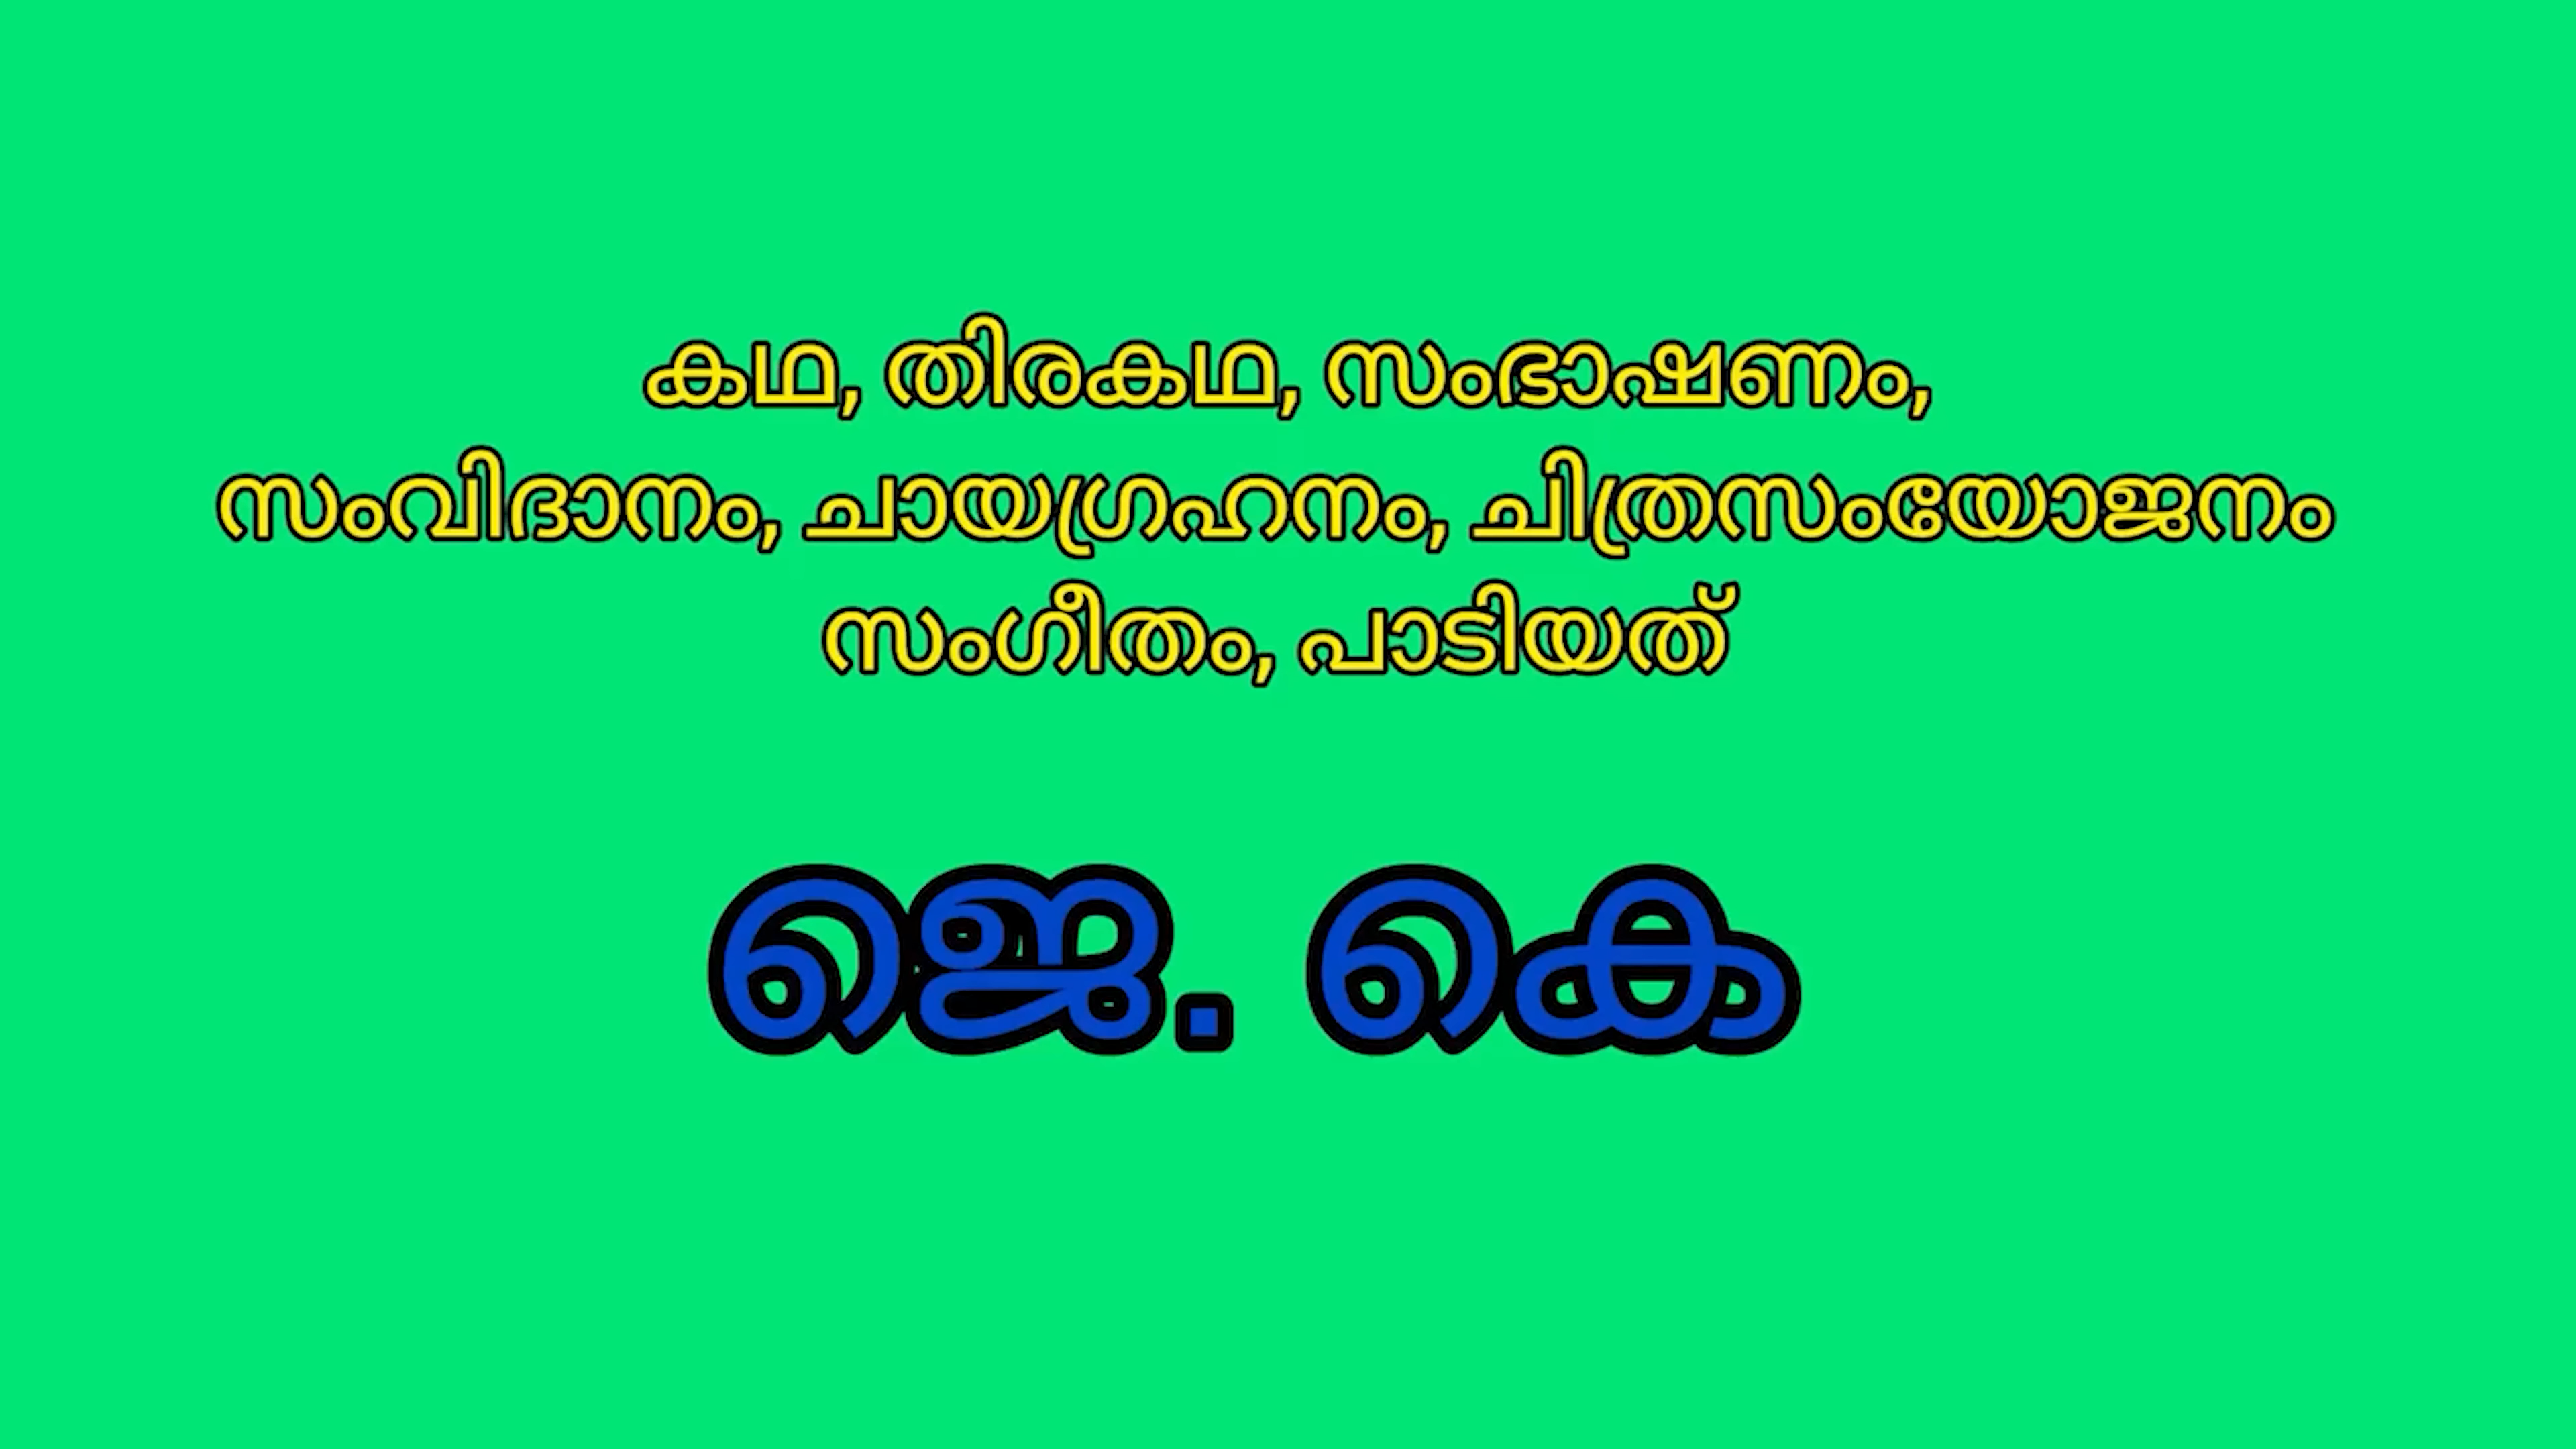 കഥ, തിരകഥ, സംഭാഷണം,
സംവിദാനം, ചായഗ്രഹനം, ചിത്രസംയോജനം
സംഗീതം, പാടിയത്
ജെ. കെ